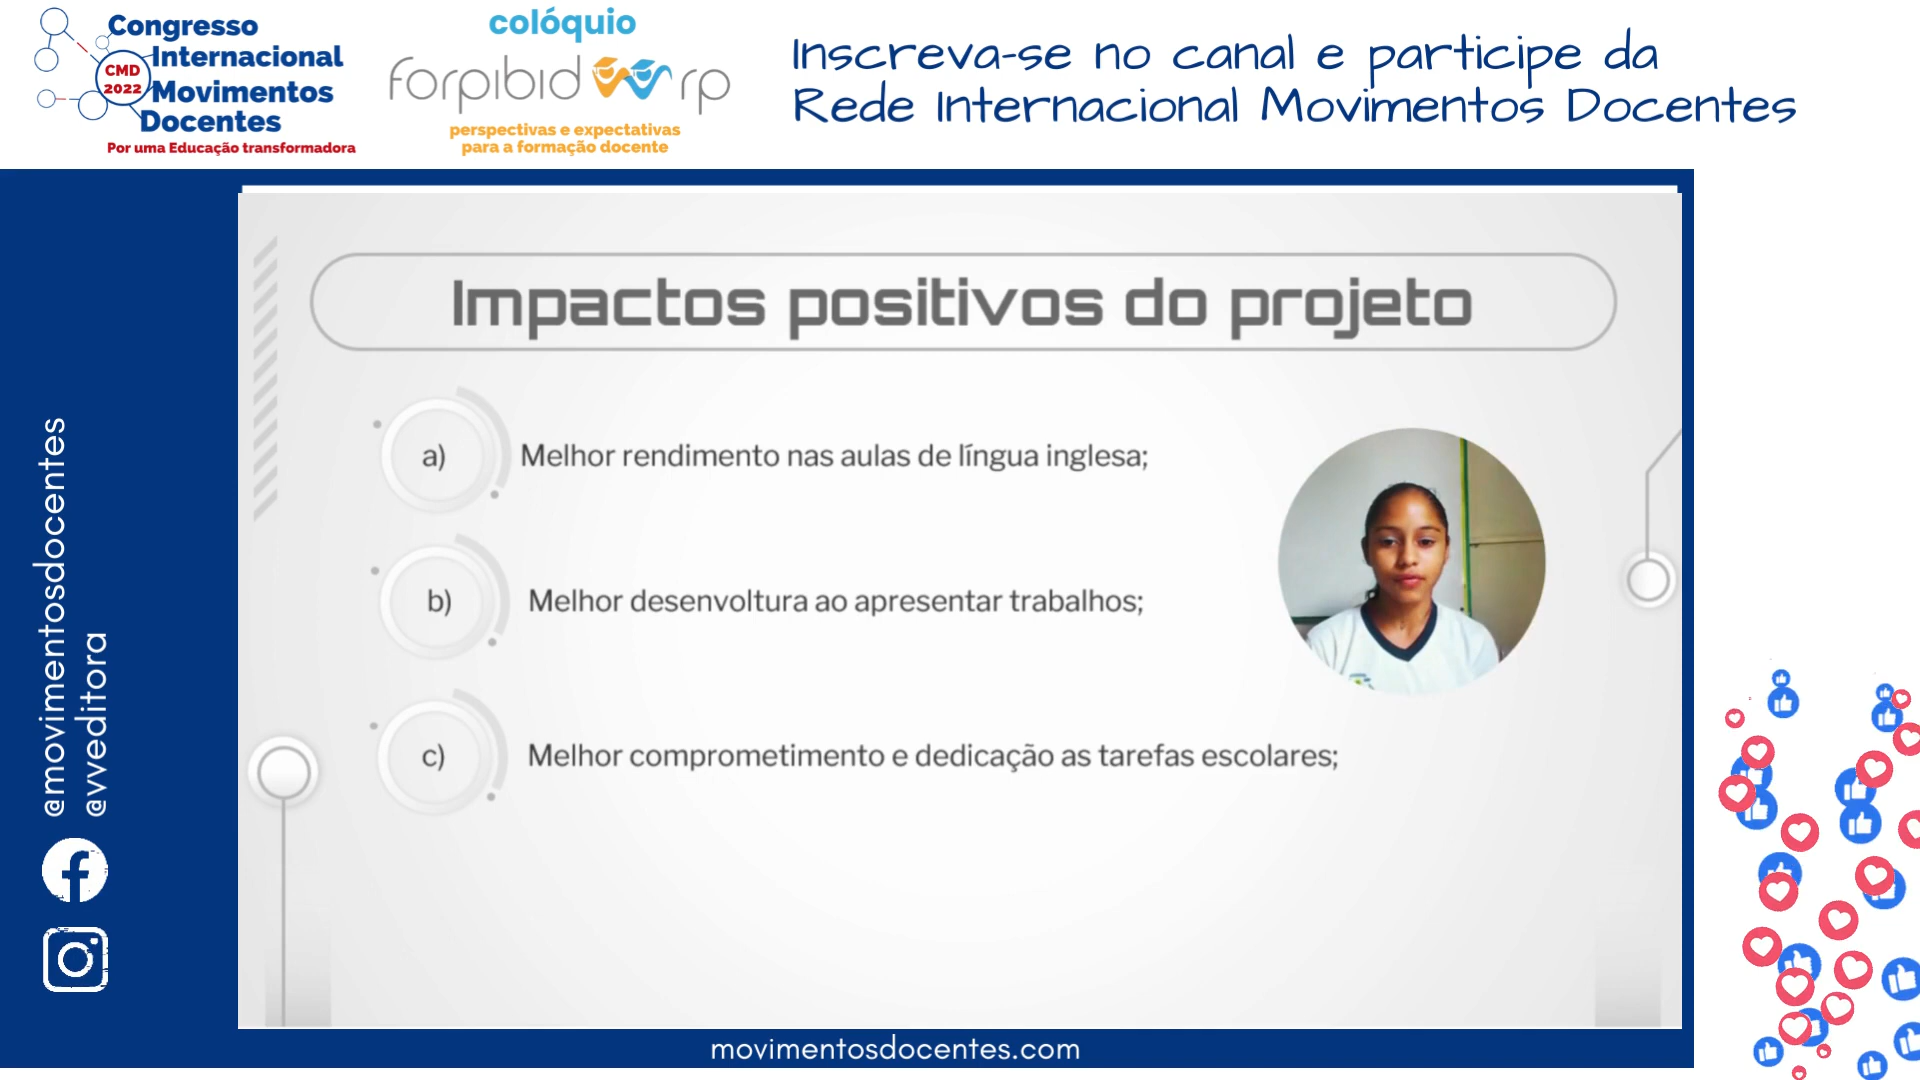 Congresso
Internacional
Movimentos
Docentes
CMD
2022
Por uma Educação transformadora
colóquio
forpibid rp
perspectivas e expectativas
para a formação docente
Inscreva-se no canal e participe da
Rede Internacional Movimentos Docentes
Impactos positivos do projeto
a) Melhor rendimento nas aulas de língua inglesa;
b) Melhor desenvoltura ao apresentar trabalhos;
c) Melhor comprometimento e dedicação as tarefas escolares;
@movimentosdocentes
@vveditora
movimentosdocentes.com